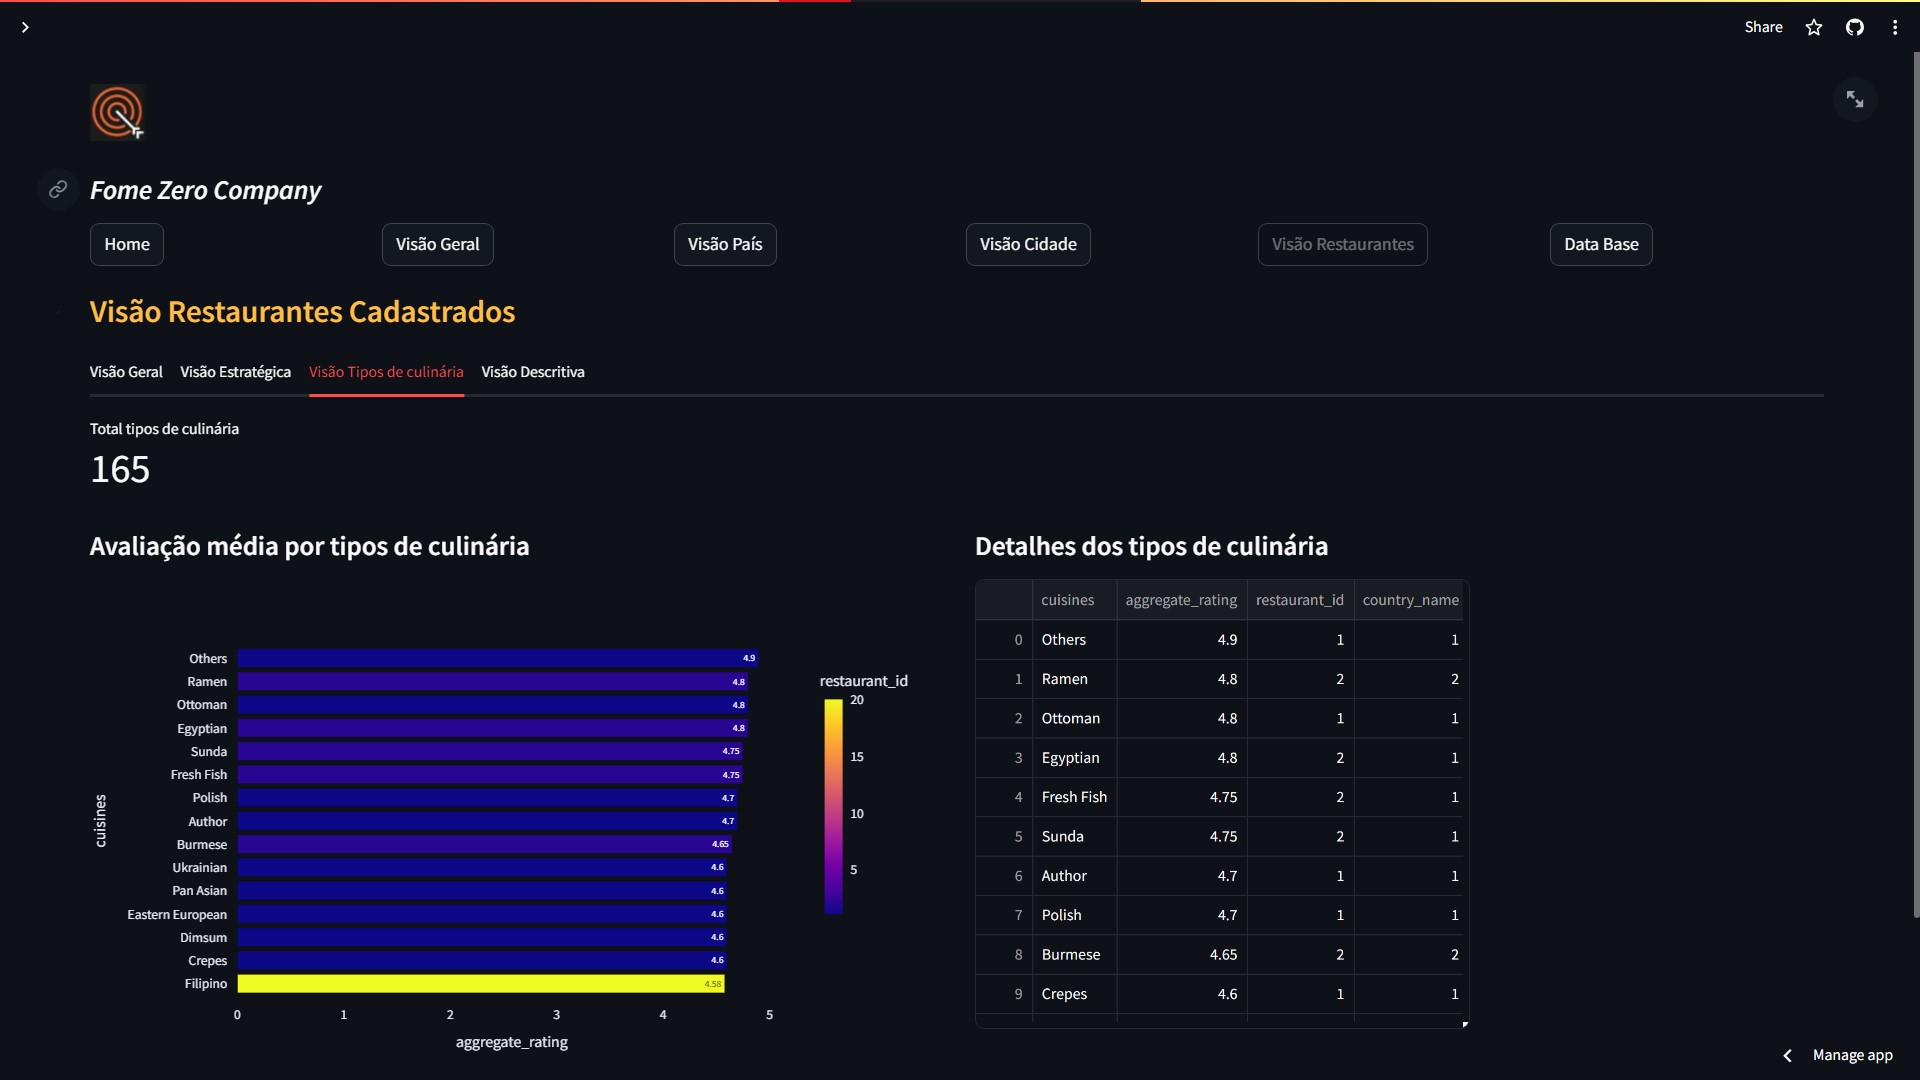 Share
Fome Zero Company
Home Visão Geral Visão País Visão Cidade Visão Restaurantes Data Base
Visão Restaurantes Cadastrados
Visão Geral Visão Estratégica Visão Tipos de culinária Visão Descritiva
Total tipos de culinária
165
Avaliação média por tipos de culinária
cuisines
Others 4.9
Ramen 4.8
Ottoman 4.8
Egyptian 4.8
Sunda 4.75
Fresh Fish 4.75
Polish 4.7
Author 4.7
Burmese 4.65
Ukrainian 4.6
Pan Asian 4.6
Eastern European 4.6
Dimsum 4.6
Crepes 4.6
Filipino 4.58
0 1 2 3 4 5
aggregate_rating
restaurant_id
20
15
10
5
Detalhes dos tipos de culinária
cuisines aggregate_rating restaurant_id country_name
0 Others 4.9 1 1
1 Ramen 4.8 2 2
2 Ottoman 4.8 1 1
3 Egyptian 4.8 2 1
4 Fresh Fish 4.75 2 1
5 Sunda 4.75 2 1
6 Author 4.7 1 1
7 Polish 4.7 1 1
8 Burmese 4.65 2 2
9 Crepes 4.6 1 1
Manage app